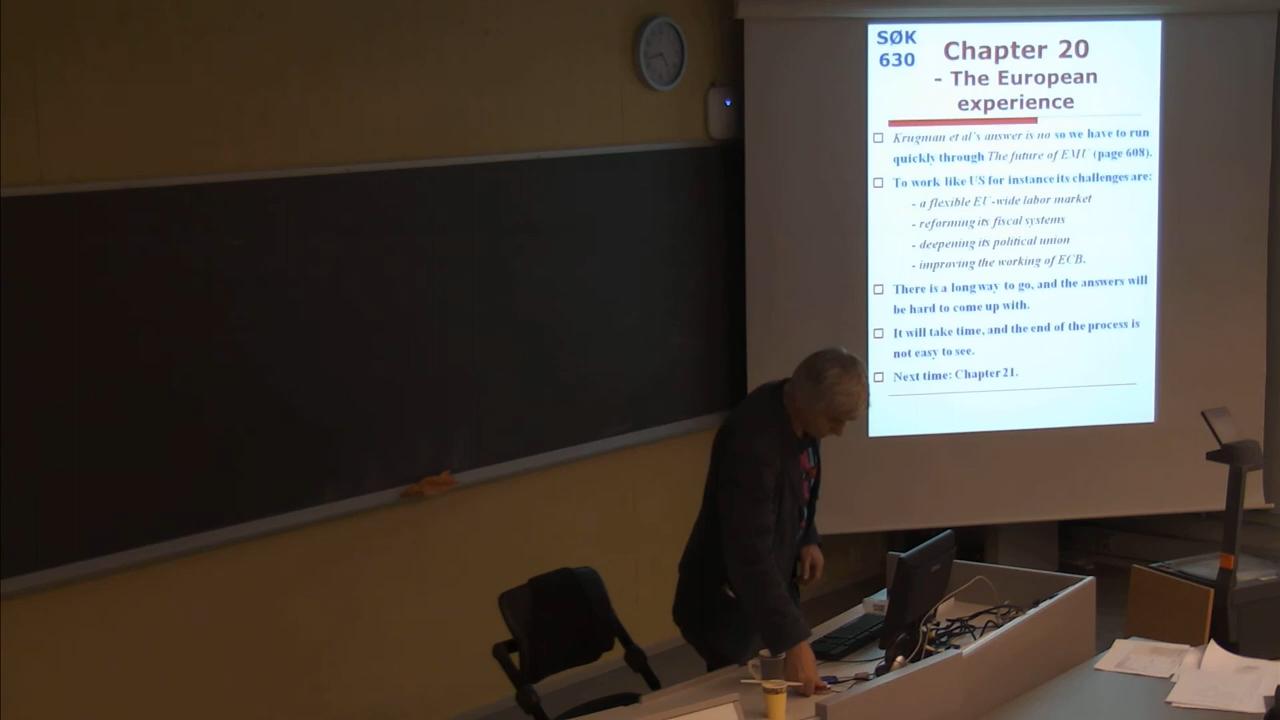 SØK
630
Chapter 20
- The European
experience
Krugman et al's answer is no so we have to run
quickly through The future of EMU (page 608).
To work like US for instance its challenges are:
- a flexible EU-wide labor market
- reforming its fiscal systems
- deepening its political union
- improving the working of ECB.
There is a long way to go, and the answers will
be hard to come up with.
It will take time, and the end of the process is
not easy to see.
Next time: Chapter 21.